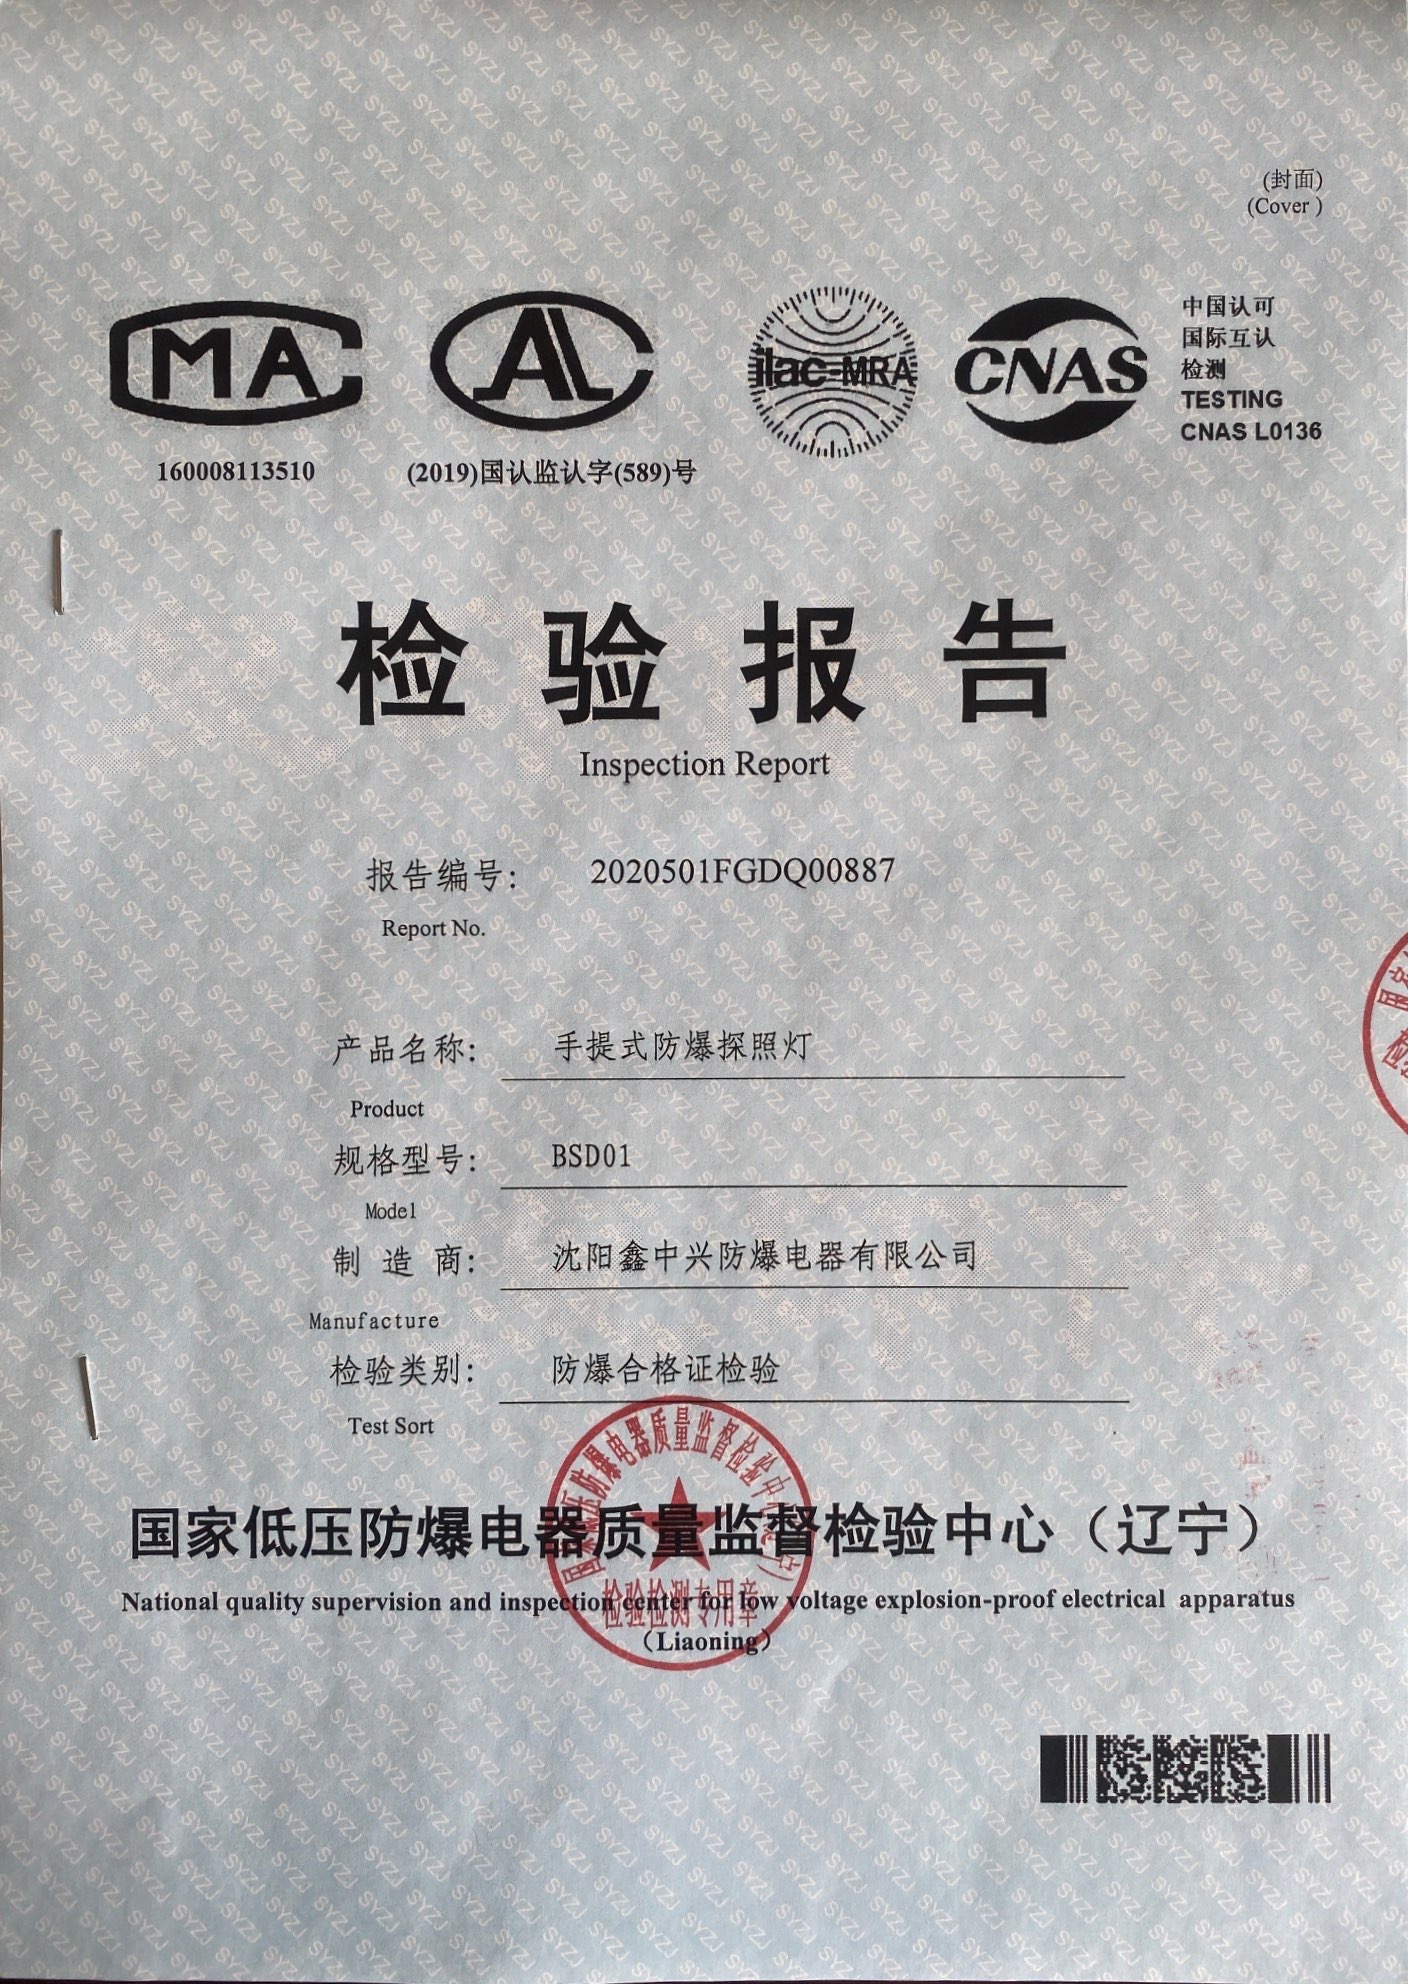 (封面)
(Cover )
MA
AL
ilac-MRA
CNAS
中国认可
国际互认
检测
TESTING
CNAS L0136
160008113510
(2019)国认监认字(589)号
检验报告
Inspection Report
报告编号: 2020501FGDQ00887
Report No.
产品名称: 手提式防爆探照灯
Product
规格型号: BSD01
Model
制 造 商: 沈阳鑫中兴防爆电器有限公司
Manufacture
检验类别: 防爆合格证检验
Test Sort
国家低压防爆电器质量监督检验中心（辽宁）
National quality supervision and inspection center for low voltage explosion-proof electrical apparatus
（Liaoning）
检验检测专用章